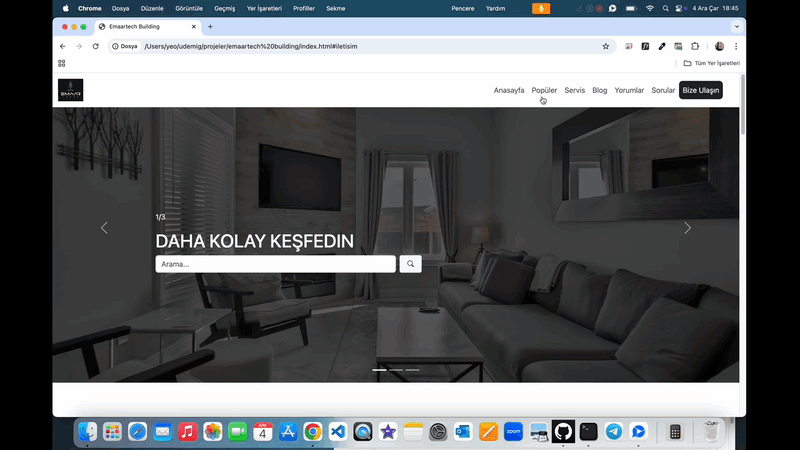 Chrome Dosya Düzenle Görüntüle Geçmiş Yer İşaretleri Profiller Sekme Pencere Yardım 4 Ara Çar 18:45
Emaartech Building
Dosya /Users/yeo/udemig/projeler/emaartech%20building/index.html#iletisim
Tüm Yer İşaretleri
EMAAR
Anasayfa Popüler Servis Blog Yorumlar Sorular Bize Ulaşın
1/3
DAHA KOLAY KEŞFEDIN
Arama...
4
zoom